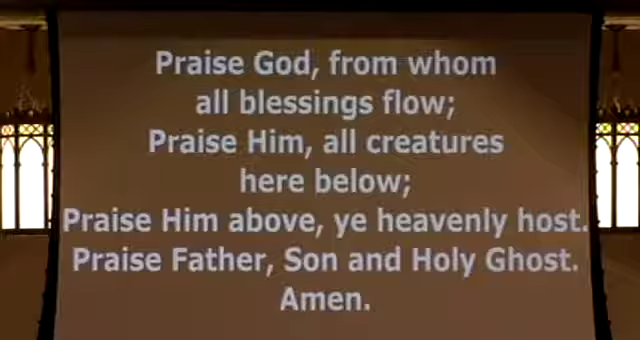 Praise God, from whom
all blessings flow;
Praise Him, all creatures
here below;
Praise Him above, ye heavenly host.
Praise Father, Son and Holy Ghost.
Amen.